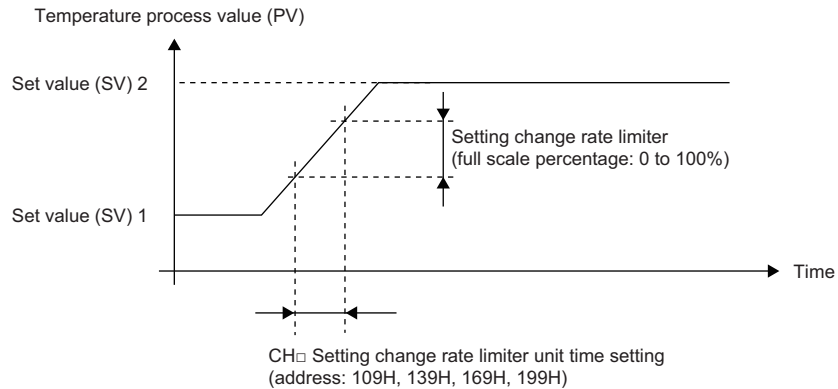 Temperature process value (PV)
Set value (SV) 2
Setting change rate limiter
(full scale percentage: 0 to 100%)
Set value (SV) 1
Time
CH□ Setting change rate limiter unit time setting
(address: 109H, 139H, 169H, 199H)